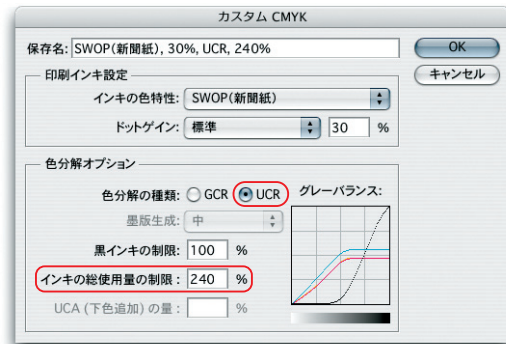 カスタム CMYK
保存名: SWOP(新聞紙), 30%, UCR, 240%
OK
キャンセル
印刷インキ設定
インキの色特性: SWOP(新聞紙)
ドットゲイン: 標準 30 %
色分解オプション
色分解の種類: GCR UCR
墨版生成: 中
黒インキの制限: 100 %
インキの総使用量の制限: 240 %
UCA (下色追加) の量: %
グレーバランス: